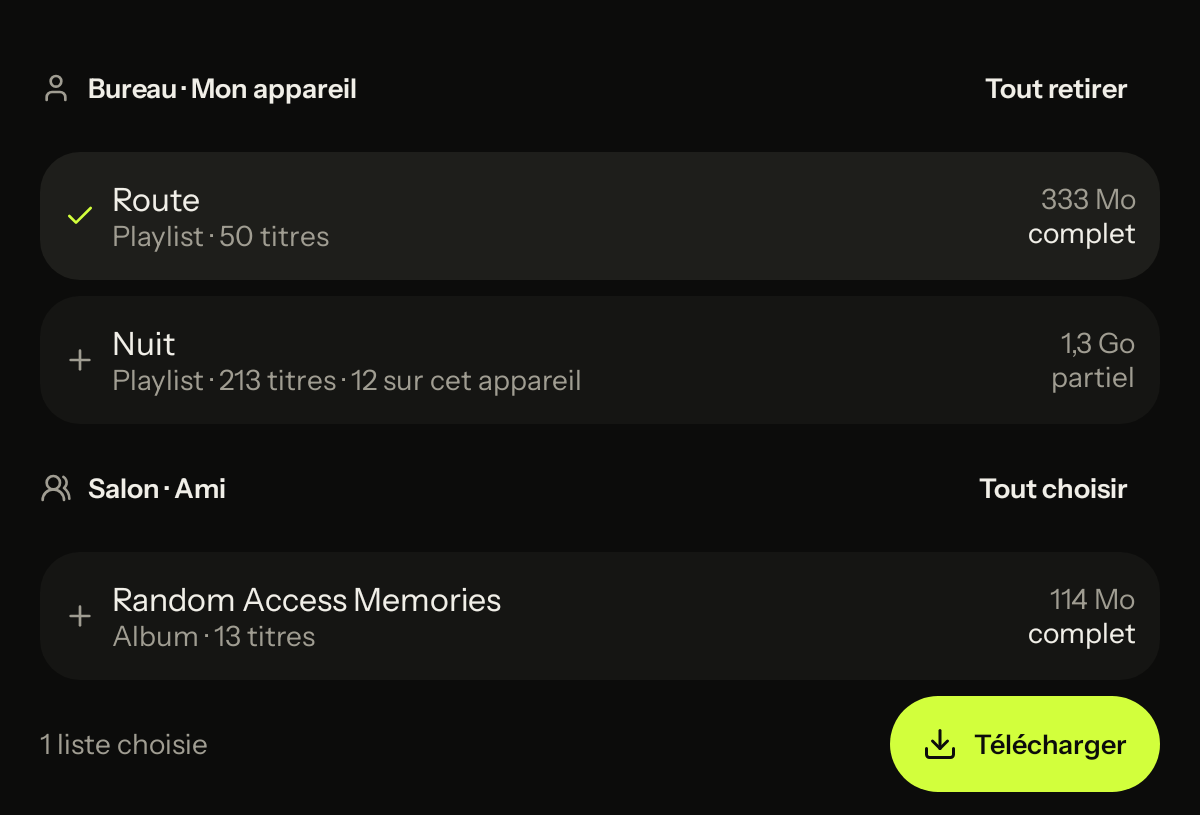 Bureau · Mon appareil
Tout retirer
Route
333 Mo
Playlist · 50 titres
complet
Nuit
1,3 Go
Playlist · 213 titres · 12 sur cet appareil
partiel
Salon · Ami
Tout choisir
Random Access Memories
114 Mo
Album · 13 titres
complet
1 liste choisie
Télécharger